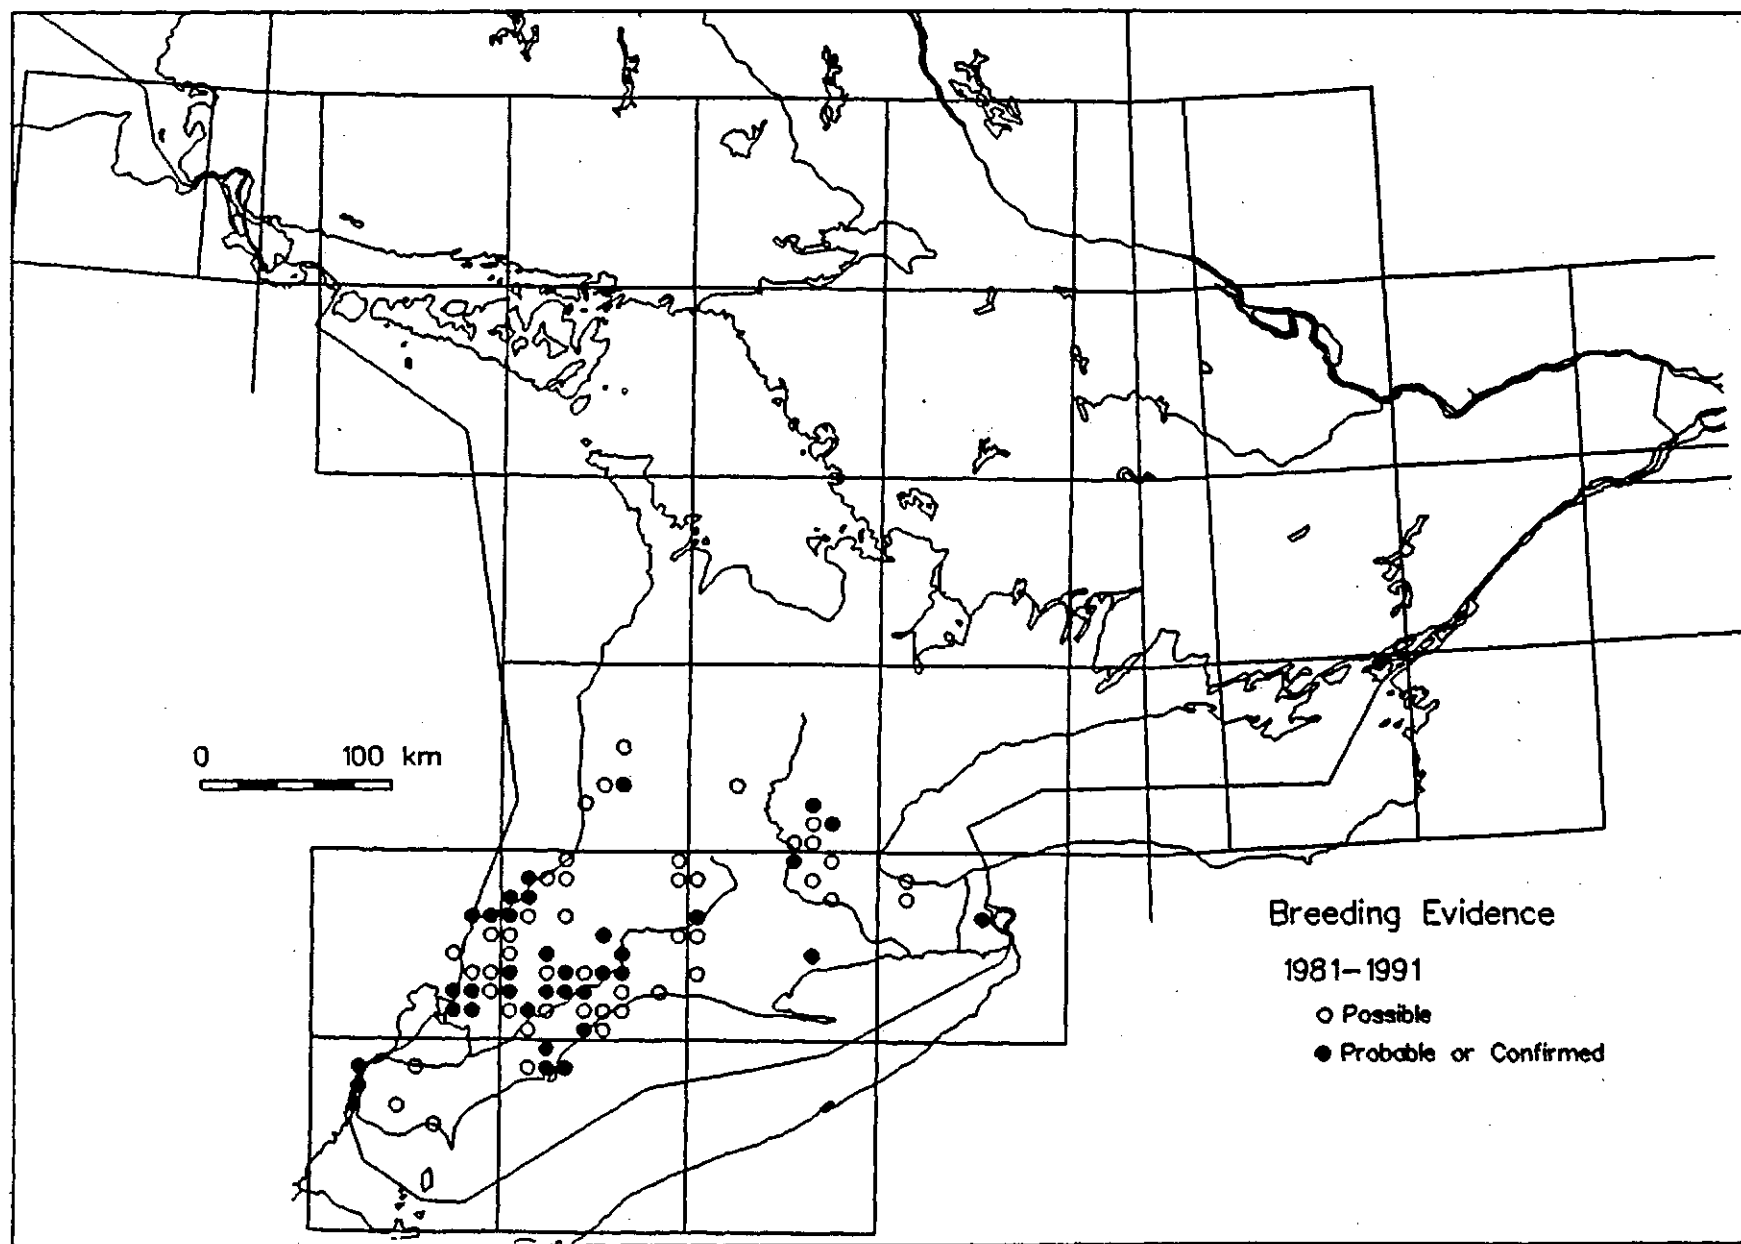 0 100 km
Breeding Evidence
1981-1991
Possible
Probable or Confirmed